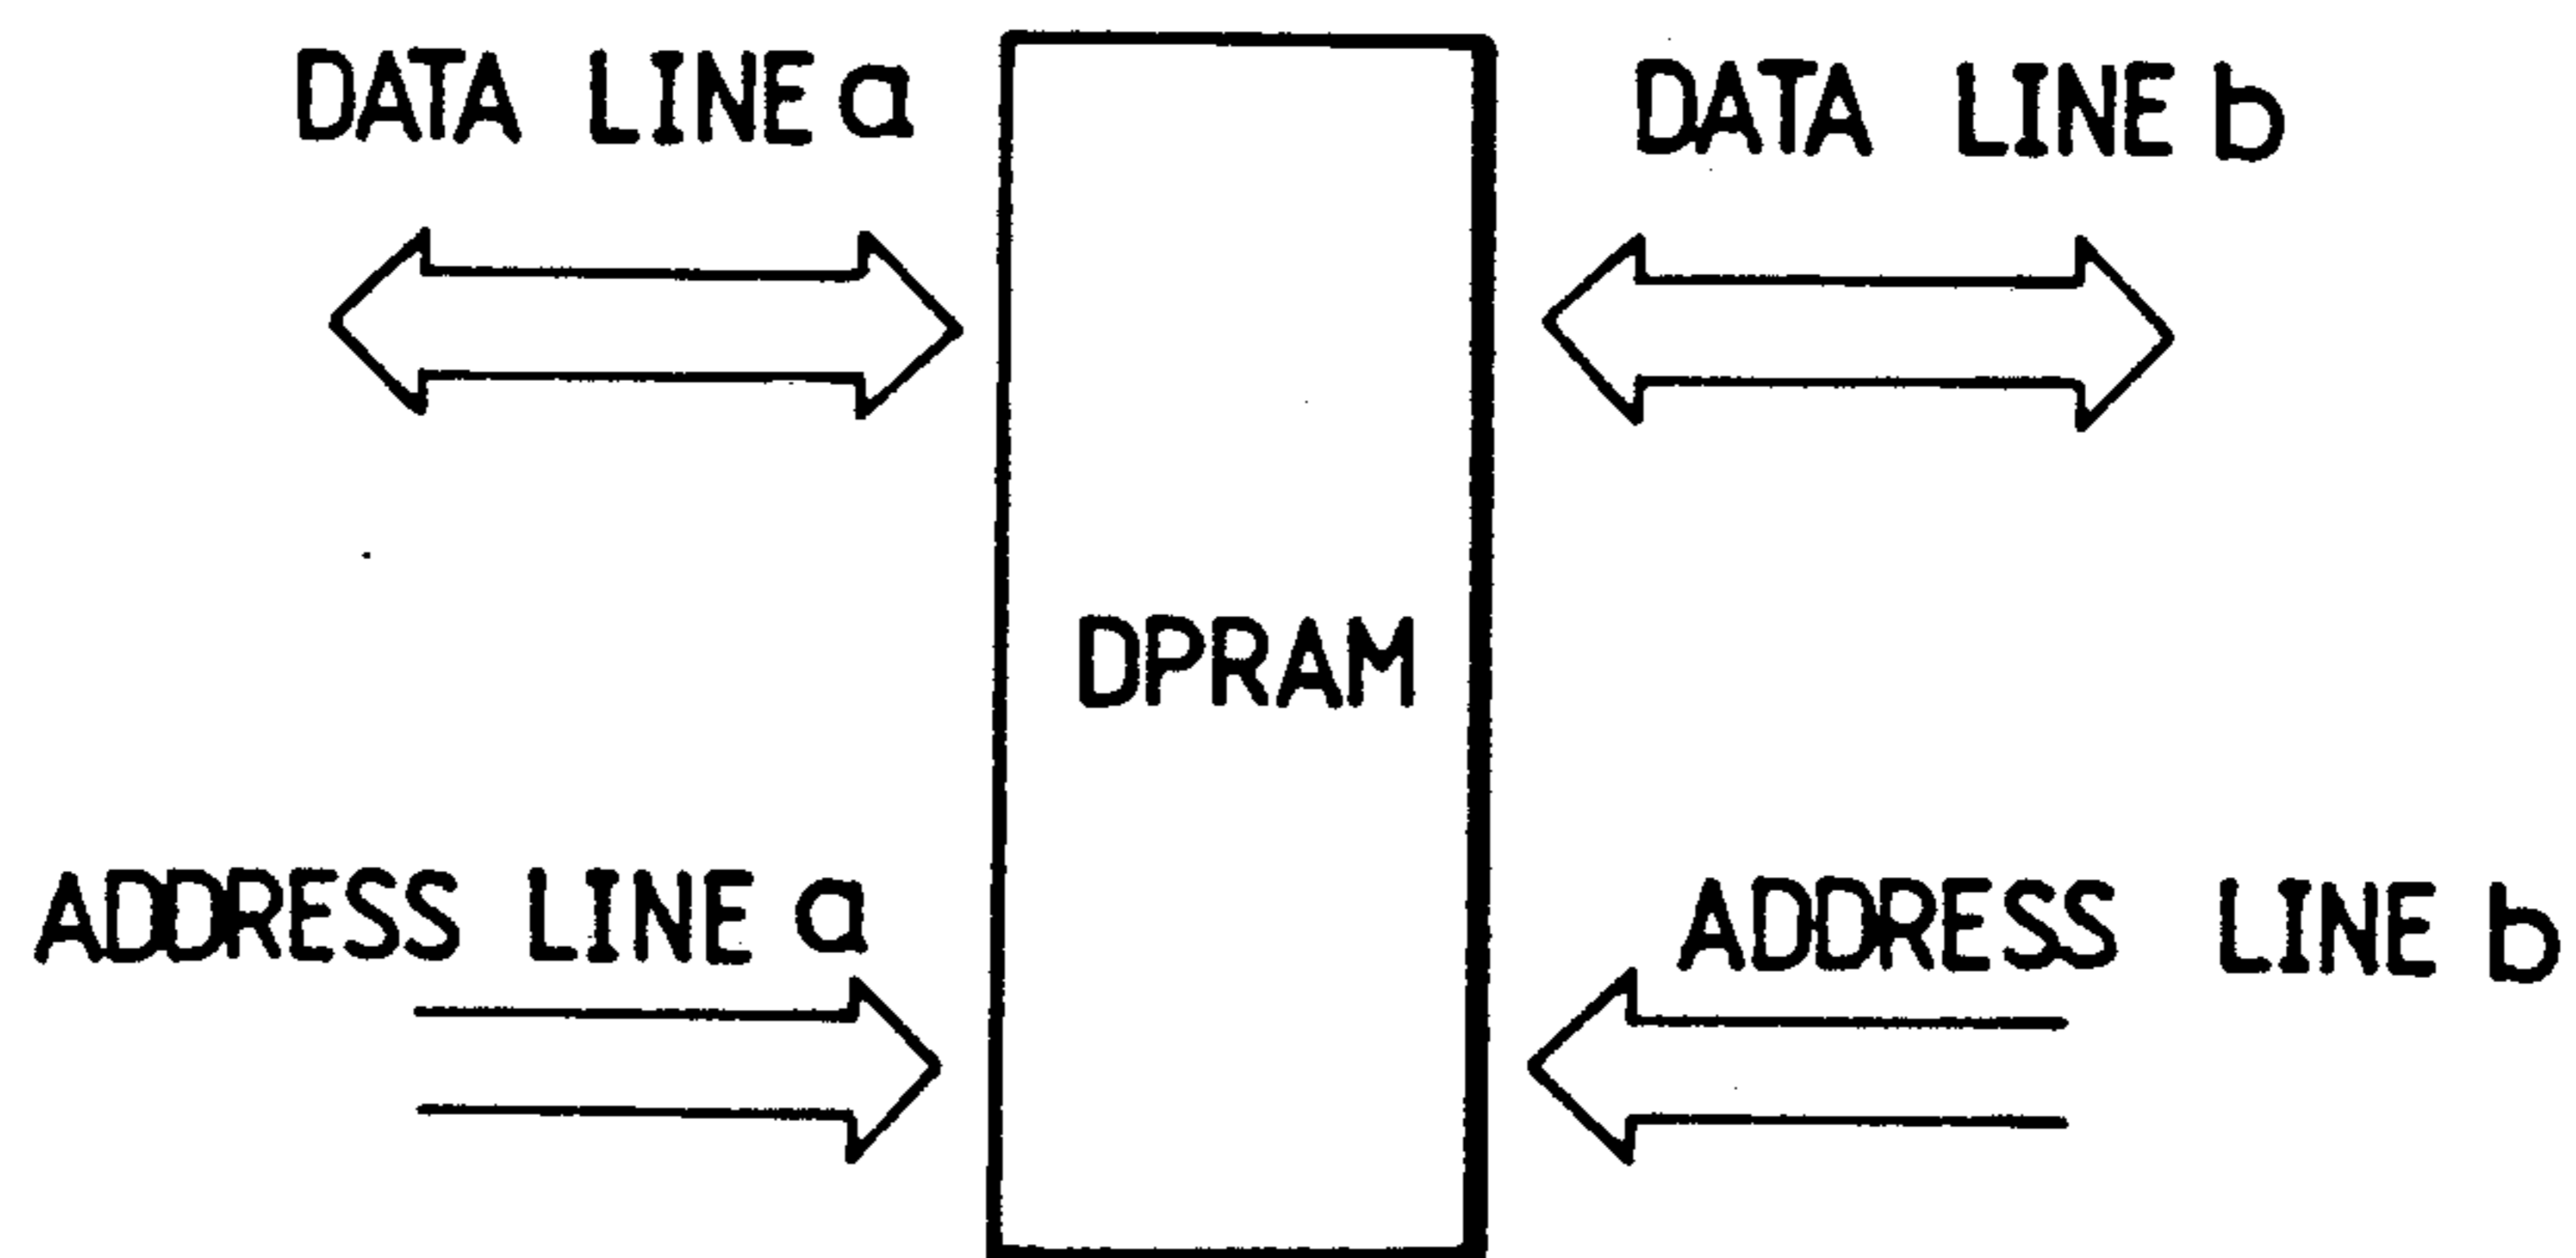 DATA LINE a
DATA LINE b
DPRAM
ADDRESS LINE a
ADDRESS LINE b